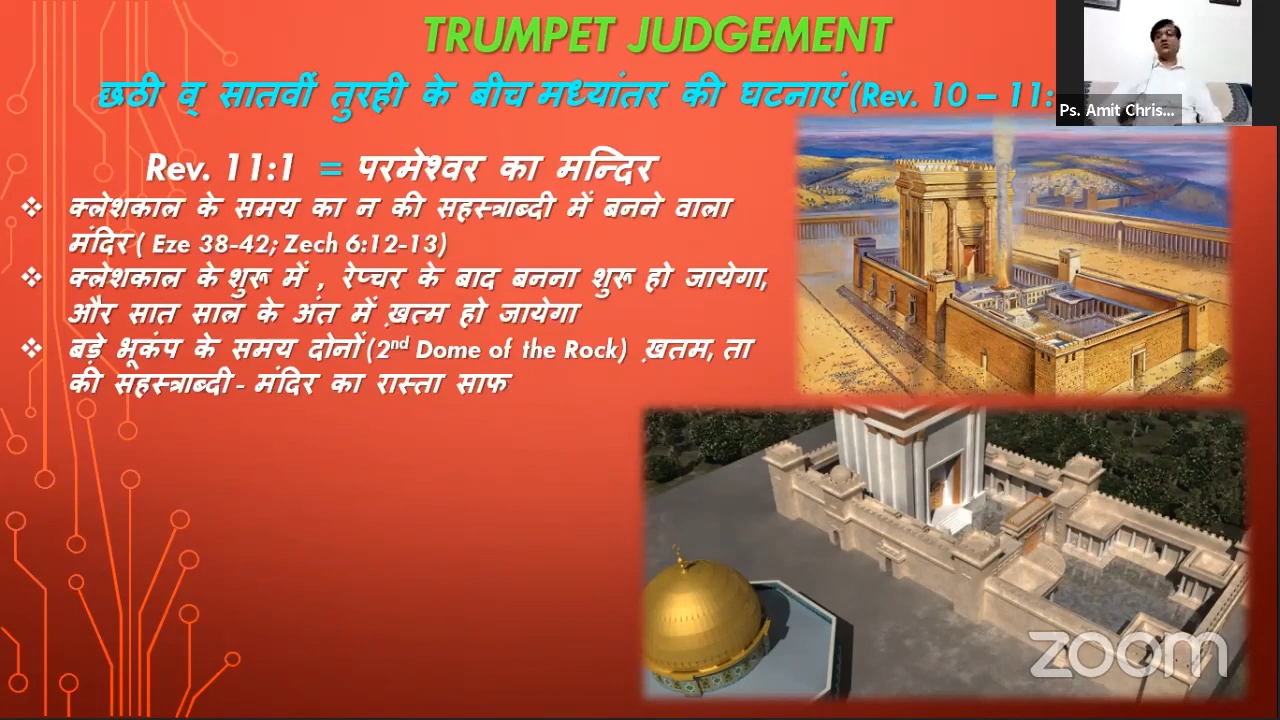 TRUMPET JUDGEMENT
छठी व् सातवीं तुरही के बीच मध्यांतर की घटनाएं (Rev. 10 – 11:
Ps. Amit Chris...
Rev. 11:1 = परमेश्वर का मन्दिर
❖ क्लेशकाल के समय का न की सहस्त्राब्दी में बनने वाला
मंदिर ( Eze 38-42; Zech 6:12-13)
❖ क्लेशकाल के शुरू में , रेप्चर के बाद बनना शुरू हो जायेगा,
और सात साल के अंत में ख़त्म हो जायेगा
❖ बड़े भूकंप के समय दोनों (2nd Dome of the Rock) ख़तम, ता
की सहस्त्राब्दी - मंदिर का रास्ता साफ
zoom